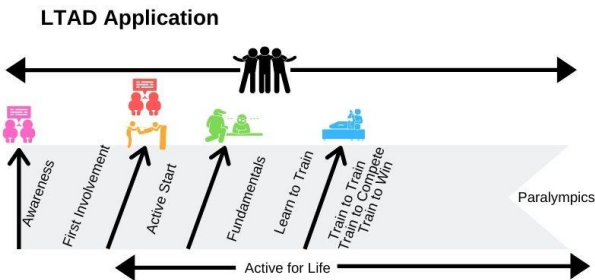 LTAD Application
Awareness
First Involvement
Active Start
Fundamentals
Learn to Train
Train to Train
Train to Compete
Train to Win
Paralympics
Active for Life